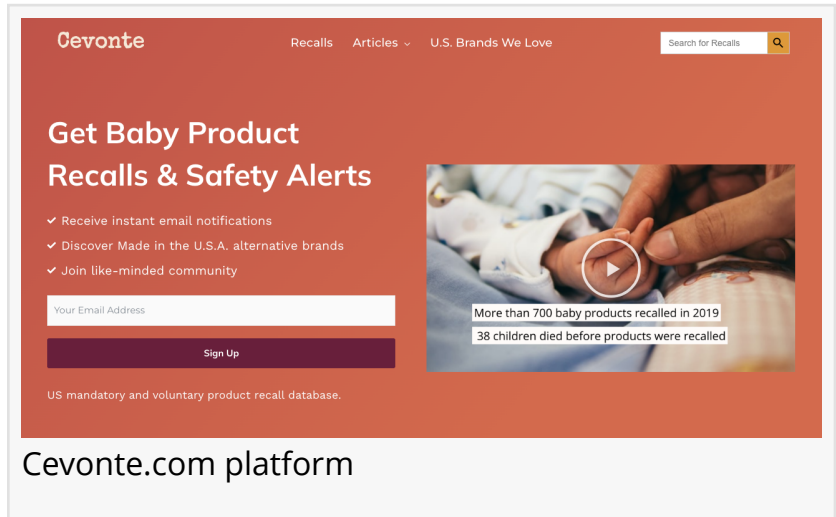 Cevonte
Recalls Articles U.S. Brands We Love
Search for Recalls
Get Baby Product
Recalls & Safety Alerts
Receive instant email notifications
Discover Made in the U.S.A. alternative brands
Join like-minded community
Your Email Address
Sign Up
US mandatory and voluntary product recall database.
More than 700 baby products recalled in 2019
38 children died before products were recalled
Cevonte.com platform